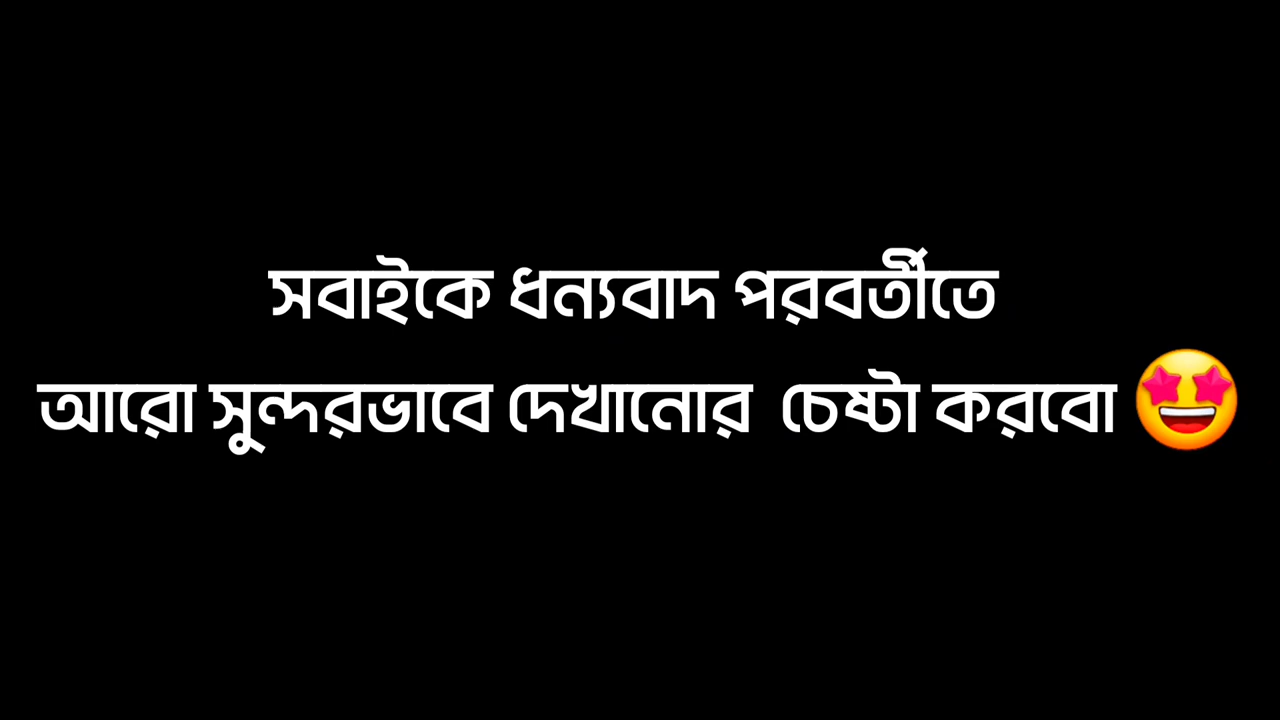 সবাইকে ধন্যবাদ পরবর্তীতে
আরো সুন্দরভাবে দেখানোর চেষ্টা করবো 🤩